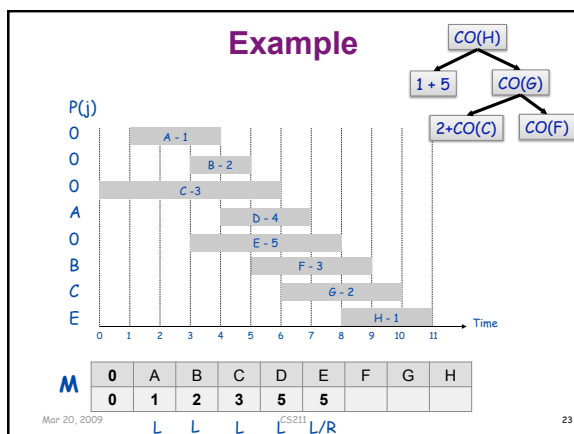 Example
CO(H)
1 + 5
CO(G)
2+CO(C)
CO(F)
P(j)
0
A - 1
0
B - 2
0
C -3
A
D - 4
0
E - 5
B
F - 3
C
G - 2
E
H - 1
Time
0 1 2 3 4 5 6 7 8 9 10 11
M
0 A B C D E F G H
0 1 2 3 5 5
L L L L L/R
Mar 20, 2009
CS211
23